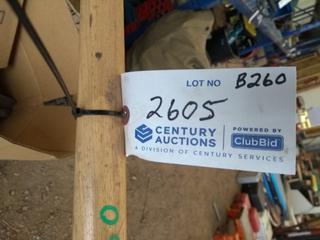 LOT NO B260
2605
CENTURY AUCTIONS
POWERED BY
ClubBid
A DIVISION OF CENTURY SERVICES